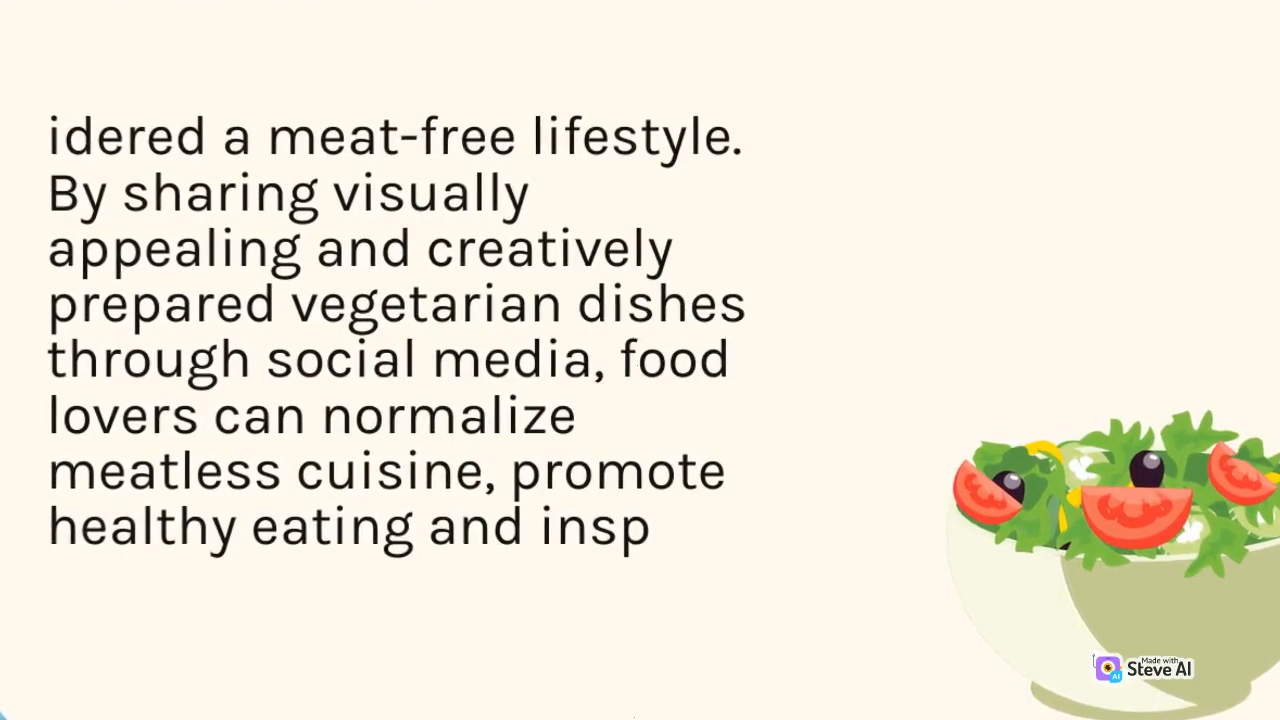 idered a meat-free lifestyle.
By sharing visually
appealing and creatively
prepared vegetarian dishes
through social media, food
lovers can normalize
meatless cuisine, promote
healthy eating and insp
Made with
Steve AI
AI